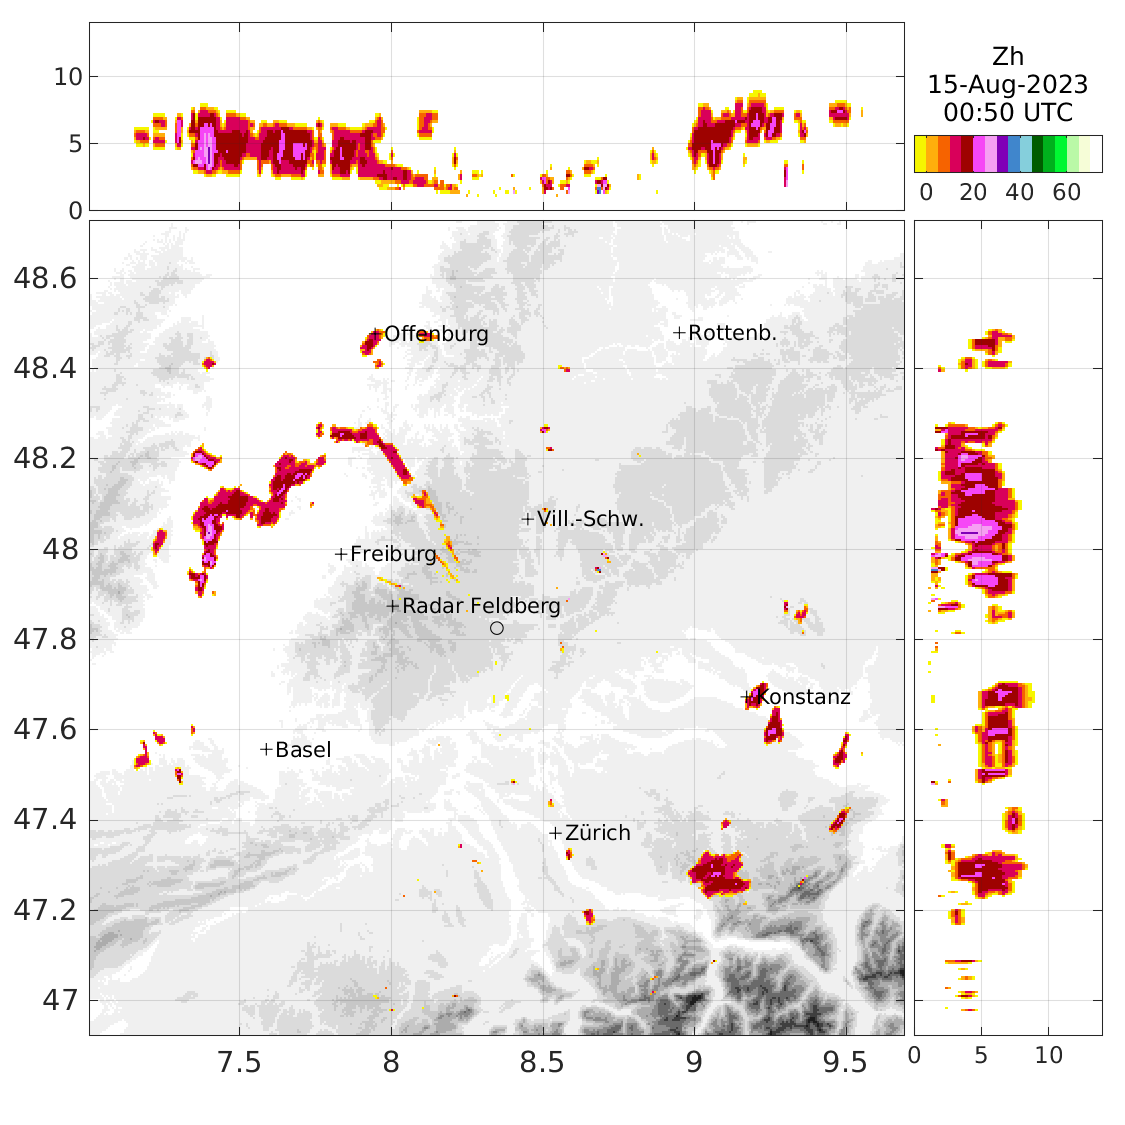 10
5
0
Zh
15-Aug-2023
00:50 UTC
0 20 40 60
48.6
48.4
48.2
48
47.8
47.6
47.4
47.2
47
Offenburg
Rottenb.
Vill.-Schw.
Freiburg
Radar Feldberg
Konstanz
Basel
Zürich
7.5 8 8.5 9 9.5
0 5 10